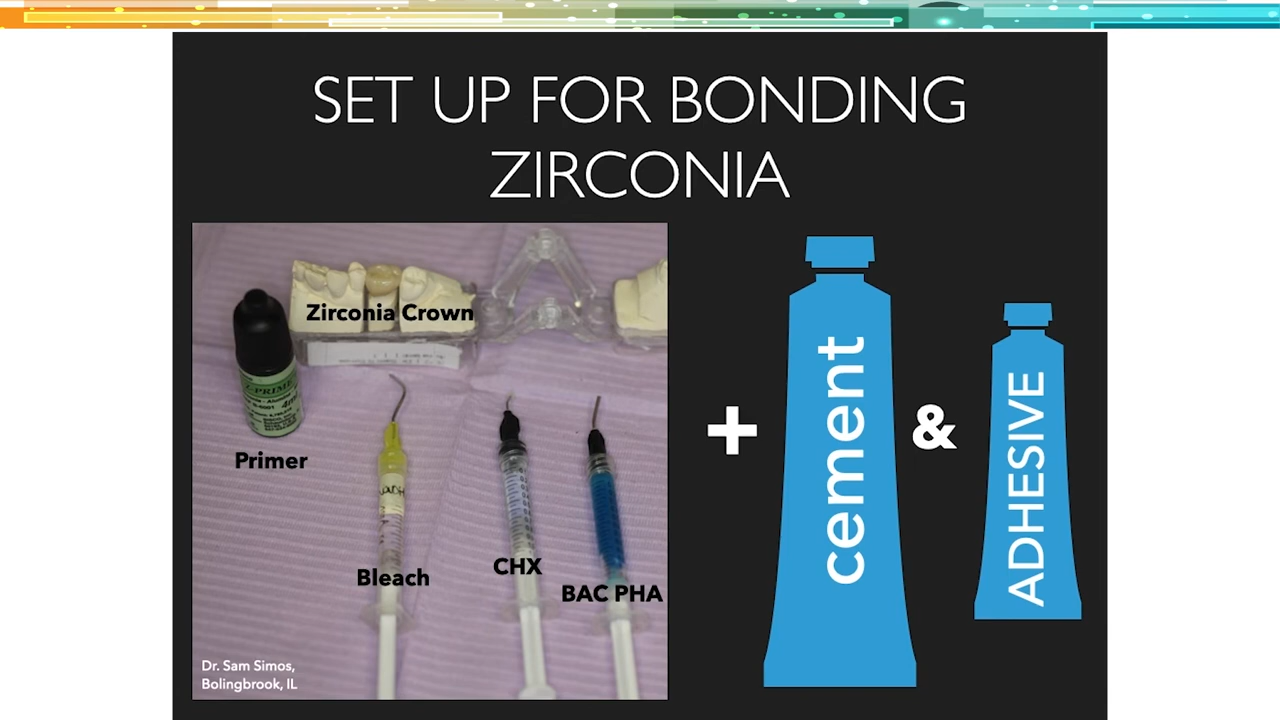 SET UP FOR BONDING
ZIRCONIA
Zirconia Crown
Z-PRIME
Primer
Bleach
CHX
BAC PHA
Dr. Sam Simos,
Bolingbrook, IL
+
cement
&
ADHESIVE